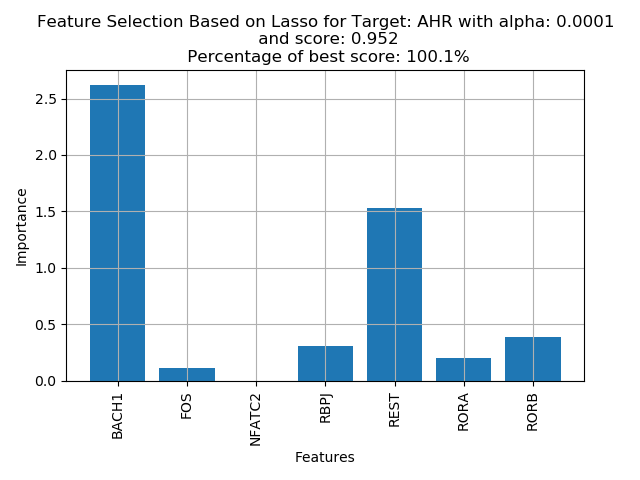 Feature Selection Based on Lasso for Target: AHR with alpha: 0.0001
and score: 0.952
Percentage of best score: 100.1%
2.5
2.0
1.5
1.0
0.5
0.0
Importance
BACH1
FOS
NFATC2
RBPJ
REST
RORA
RORB
Features